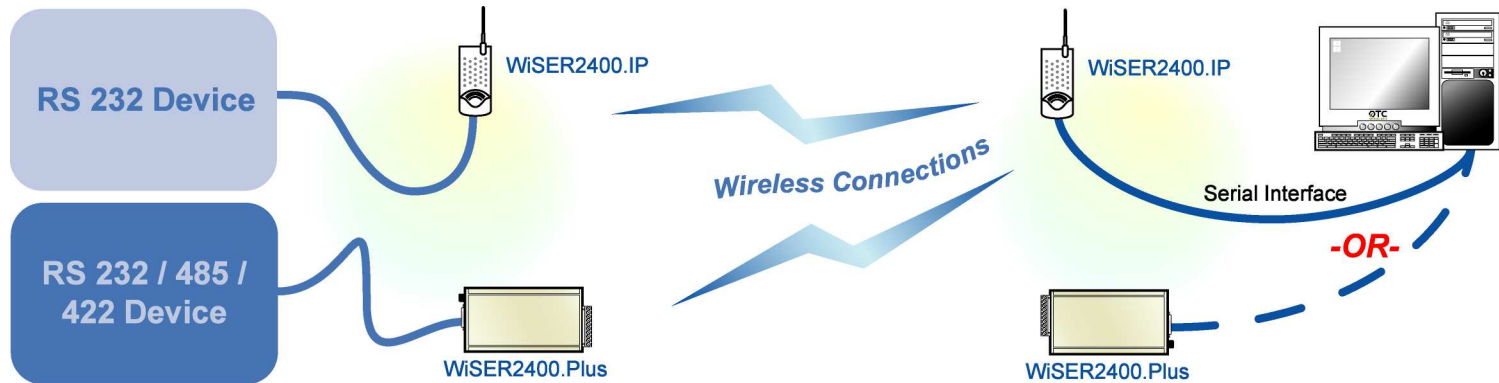 RS 232 Device
WiSER2400.IP
RS 232 / 485 /
422 Device
WiSER2400.Plus
Wireless Connections
WiSER2400.IP
OTC
Serial Interface
-OR-
WiSER2400.Plus